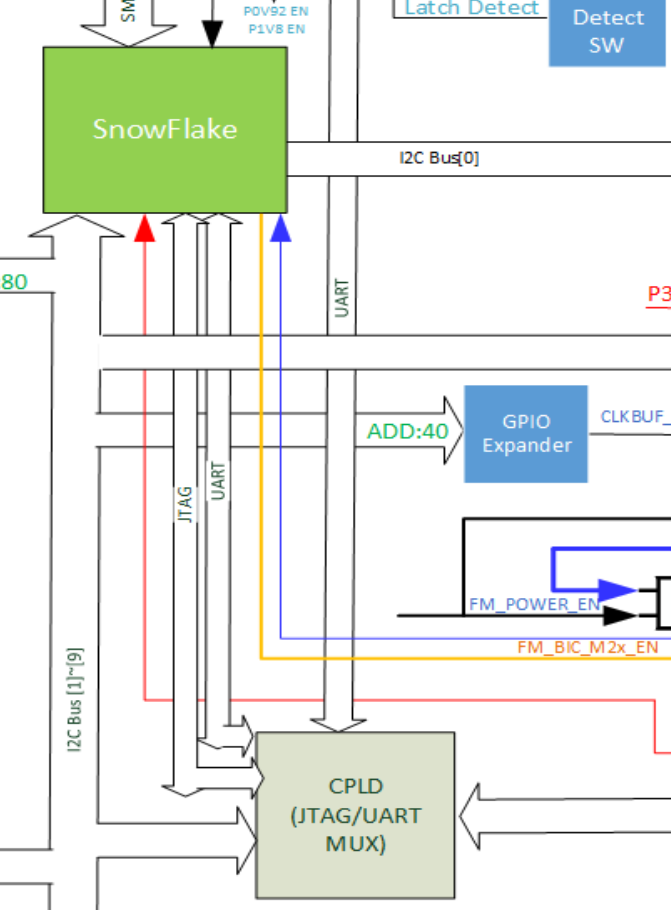 SM
P0V92 EN
P1V8 EN
Latch Detect
Detect
SW
SnowFlake
I2C Bus[0]
80
UART
P3
ADD:40
GPIO
Expander
CLKBUF_
UART
JTAG
FM_POWER_EN
FM_BIC_M2x_EN
I2C Bus [1]~[9]
CPLD
(JTAG/UART
MUX)